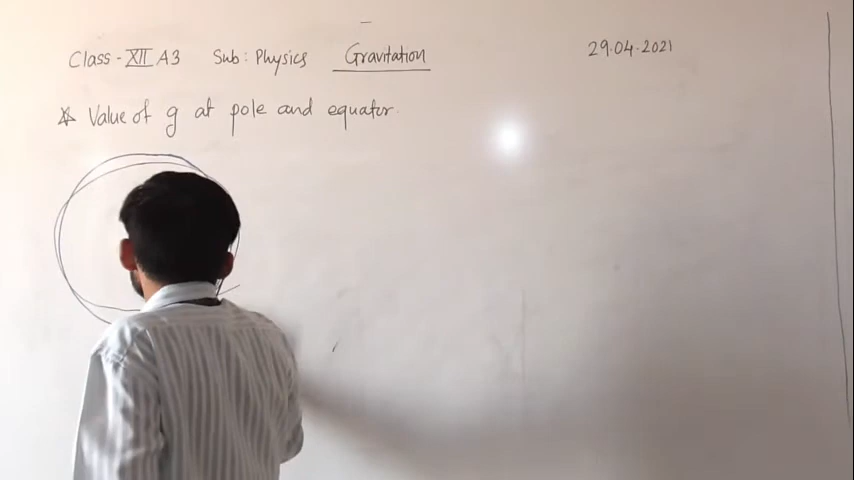 Class - XII A3 Sub : Physics Gravitation 29.04.2021
* Value of g at pole and equator.